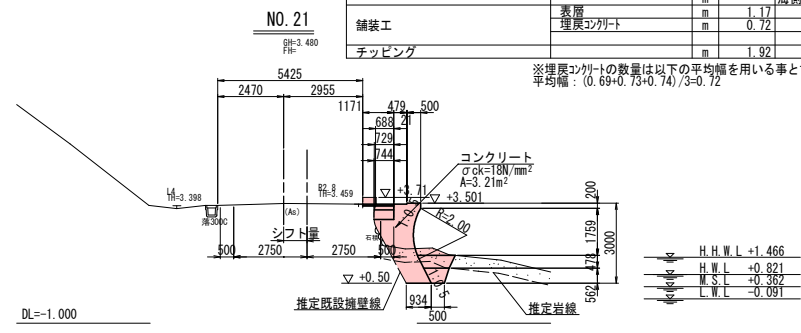 NO. 21
GH=3.480
FH=
舗装工
表層 m 1.17
埋戻コンクリート m 0.72
チッピング m 1.92
※埋戻コンクリートの数量は以下の平均幅を用いる事と
平均幅：(0.69+0.73+0.74)/3=0.72
5425
2470 2955
1171 479 500
688 21
729
744
コンクリート
σck=18N/mm²
A=3.21m²
+3.71
+3.501
R=2.00
L4
TH=3.398
R2.8
TH=3.459
(As)
落300C
シフト量
500 2750 2750 500
200
1759
478
562
3000
+0.50
推定既設擁壁線
934
500
推定岩線
H.H.W.L +1.466
H.W.L +0.821
M.S.L +0.362
L.W.L -0.091
DL=-1.000